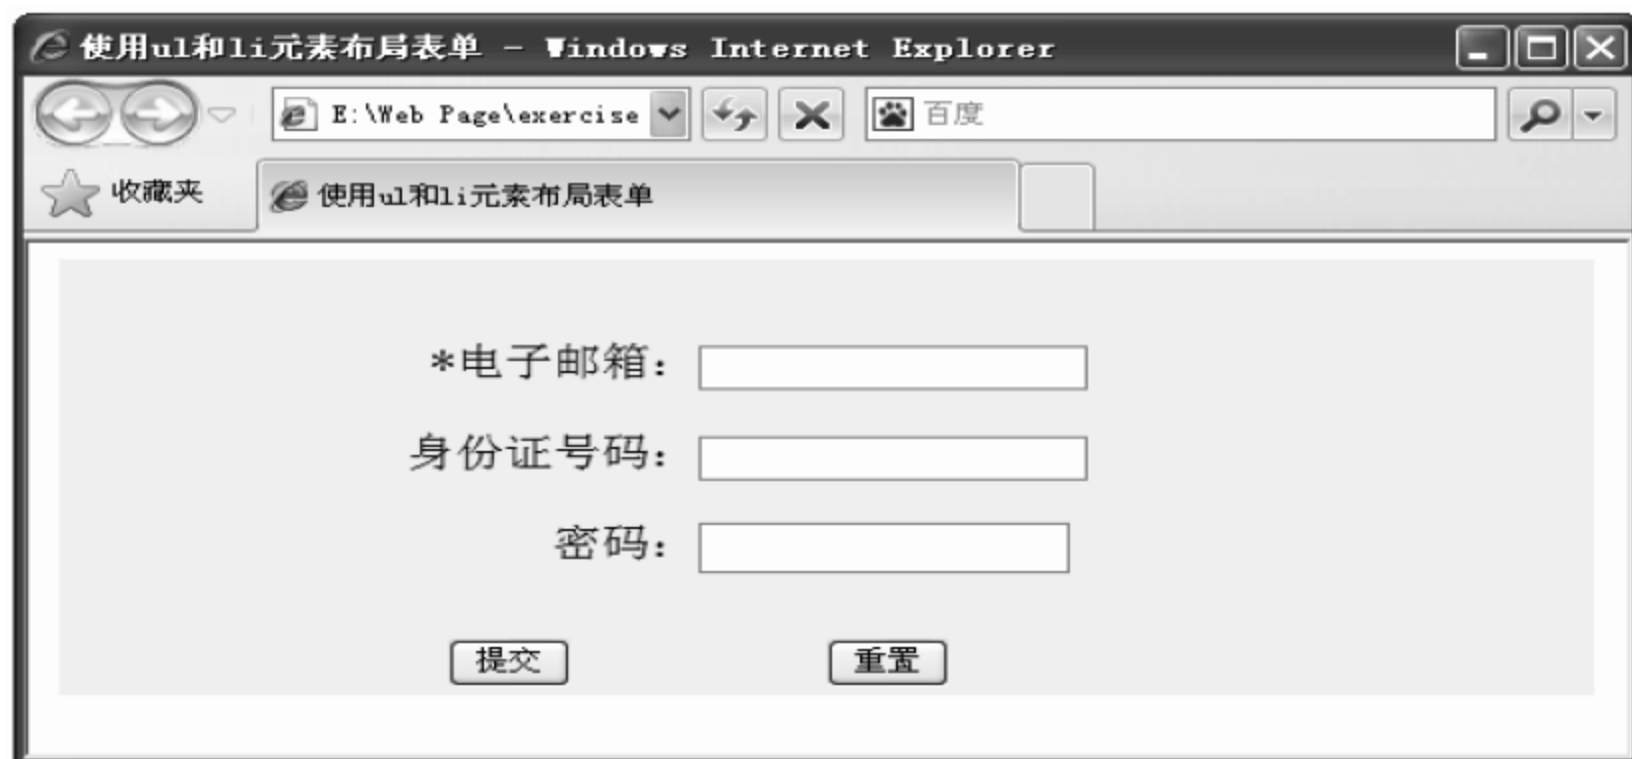 使用ul和li元素布局表单 - Windows Internet Explorer
E:\Web Page\exercise
百度
收藏夹
使用ul和li元素布局表单
*电子邮箱：
身份证号码：
密码：
提交 重置